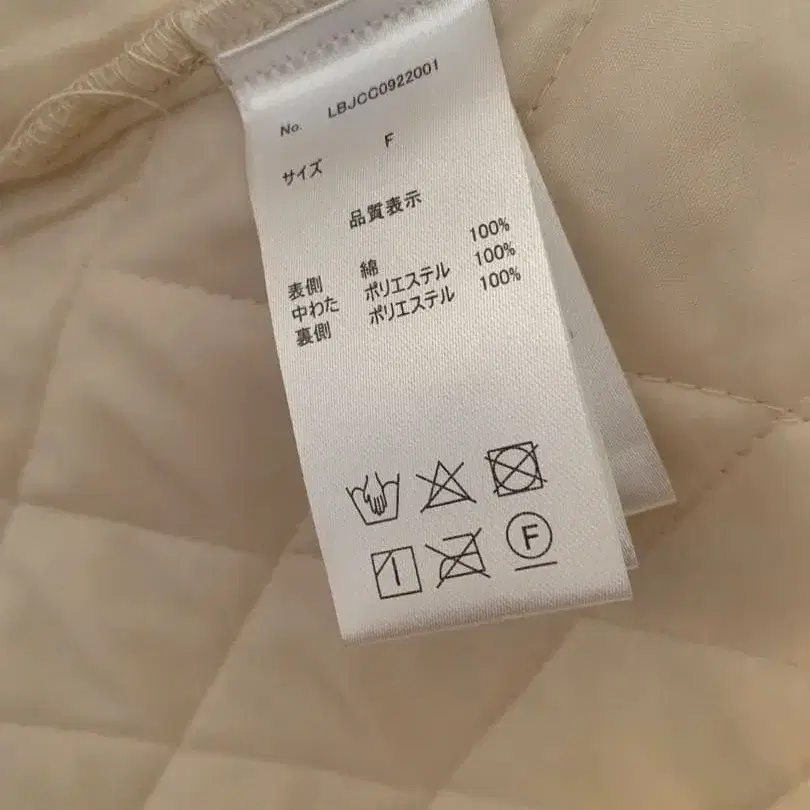 No. LBJCC0922001
サイズ F
品質表示
表側 綿 100%
中わた ポリエステル 100%
裏側 ポリエステル 100%
F